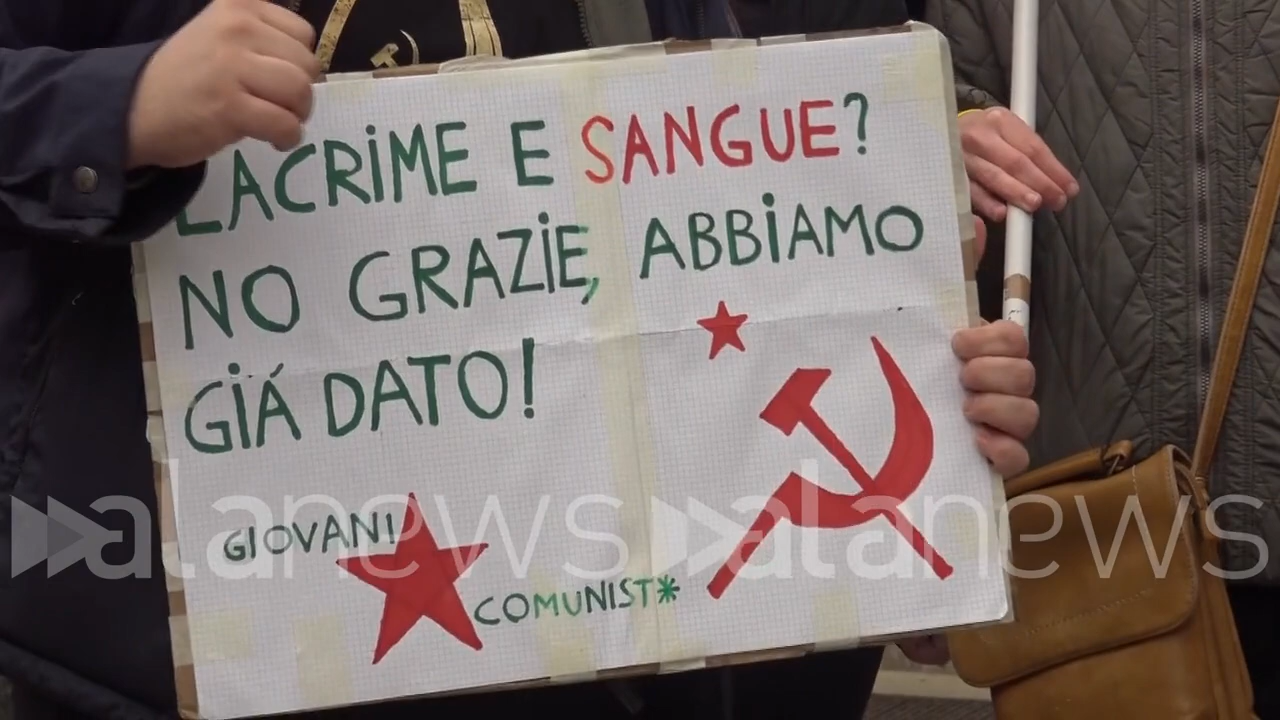 LACRIME E SANGUE?
NO GRAZIE, ABBIAMO
GIÁ DATO!
GIOVANI
COMUNIST*
alanews alanews